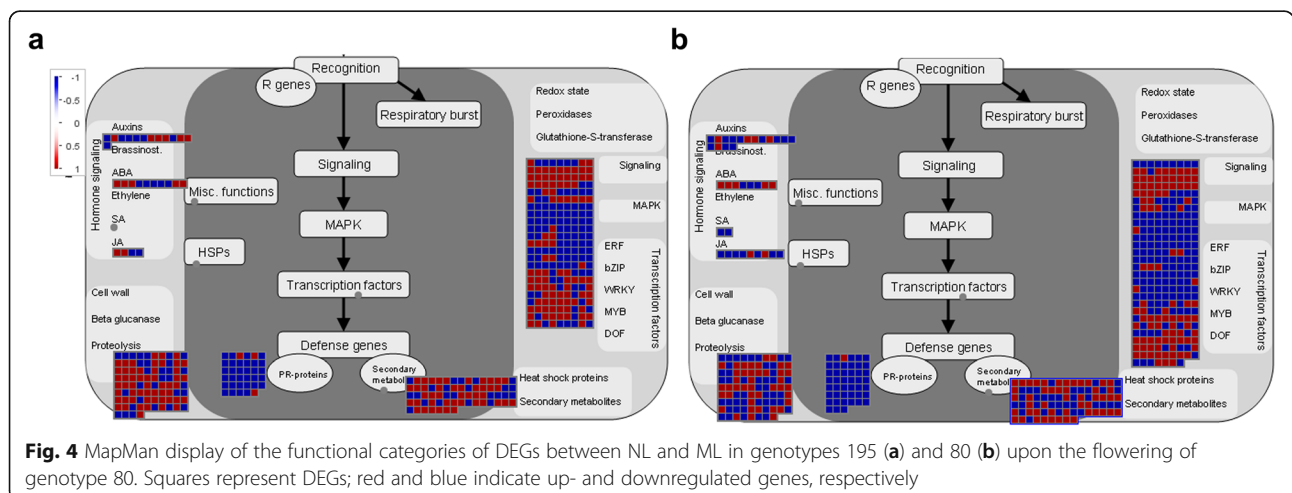 a
-1
-0.5
0
0.5
1
Hormone signaling
Auxins
Brassinost.
ABA
Ethylene
SA
JA
Cell wall
Beta glucanase
Proteolysis
Recognition
R genes
Respiratory burst
Signaling
Misc. functions
MAPK
HSPs
Transcription factors
Defense genes
PR-proteins
Secondary
metabol
Redox state
Peroxidases
Glutathione-S-transferase
Signaling
MAPK
ERF
bZIP
WRKY
MYB
DOF
Transcription factors
Heat shock proteins
Secondary metabolites
b
Hormone signaling
Auxins
Brassinost.
ABA
Ethylene
SA
JA
Cell wall
Beta glucanase
Proteolysis
Recognition
R genes
Respiratory burst
Signaling
Misc. functions
MAPK
HSPs
Transcription factors
Defense genes
PR-proteins
Secondary
metab
Redox state
Peroxidases
Glutathione-S-transferase
Signaling
MAPK
ERF
bZIP
WRKY
MYB
DOF
Transcription factors
Heat shock proteins
Secondary metabolites
Fig. 4 MapMan display of the functional categories of DEGs between NL and ML in genotypes 195 (a) and 80 (b) upon the flowering of
genotype 80. Squares represent DEGs; red and blue indicate up- and downregulated genes, respectively